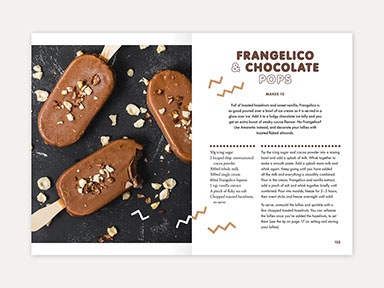 FRANGELICO
& CHOCOLATE
POPS
MAKES 10
Full of toasted hazelnuts and sweet vanilla, Frangelico is
as good poured over a bowl of ice cream as it is served in a
glass over ice. Add it to a fudgy chocolate ice lolly and you
get an extra boost of smoky cocoa flavour. No Frangelico?
Use Amaretto instead, and decorate your lollies with
toasted flaked almonds.
90g icing sugar
2 heaped tbsp. unsweetened
cocoa powder
300ml whole milk
300ml single cream
80ml Frangelico liqueur
1 tsp. vanilla extract
A pinch of flaky sea salt
Chopped roasted hazelnuts,
to serve
Tip the icing sugar and cocoa powder into a mixing
bowl and add a splash of milk. Whisk together to
make a smooth paste. Add a splash more milk and
whisk again. Keep going until you have added
all the milk and everything is smoothly combined.
Pour in the cream, Frangelico and vanilla extract,
add a pinch of salt and whisk together briefly until
combined. Pour into moulds, freeze for 2–3 hours,
then insert sticks and freeze overnight until solid.
To serve, unmould the lollies and sprinkle with a
few chopped toasted hazelnuts. You can refreeze
the lollies once you've added the hazelnuts to set
them (see the tip on page 17 on setting and storing
your lollies).
133